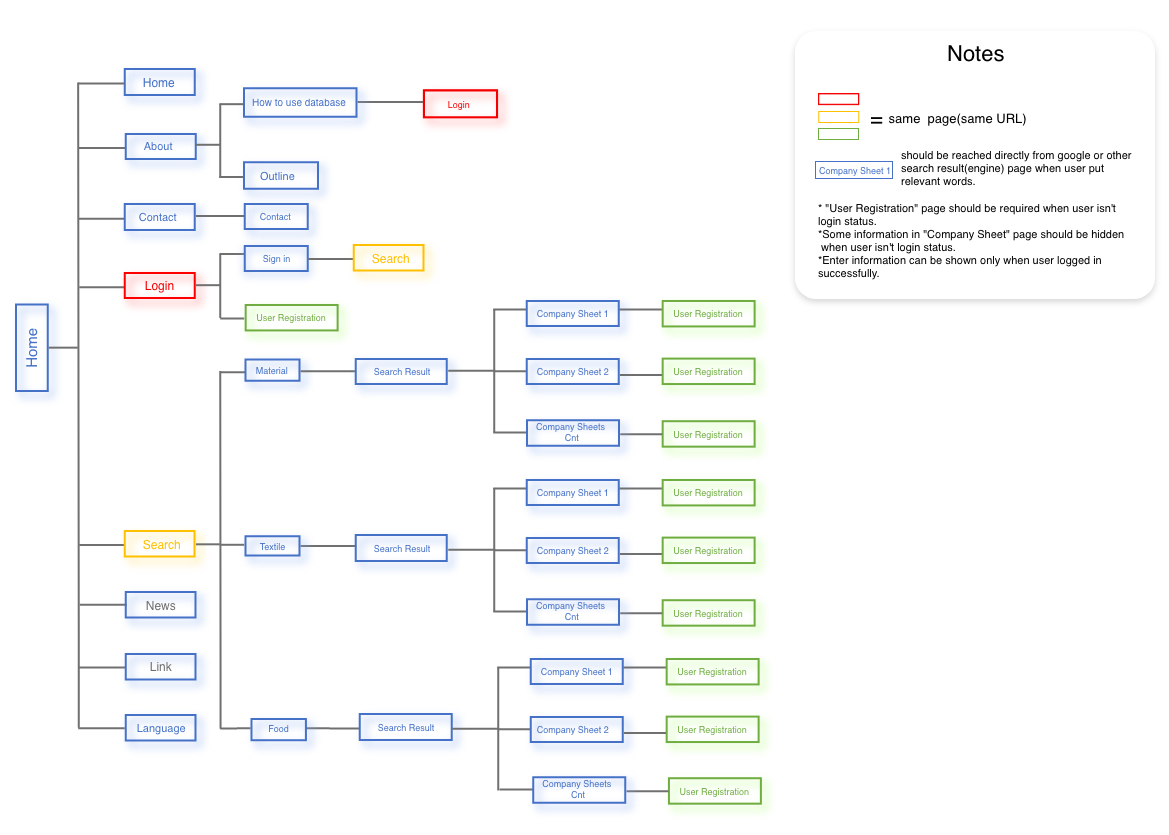 Notes
= same page(same URL)
Company Sheet 1
should be reached directly from google or other
search result(engine) page when user put
relevant words.
* "User Registration" page should be required when user isn't
login status.
*Some information in "Company Sheet" page should be hidden
when user isn't login status.
*Enter information can be shown only when user logged in
successfully.
Home
Home
About
How to use database
Login
Outline
Contact
Contact
Login
Sign in
Search
User Registration
Search
Material
Search Result
Company Sheet 1
User Registration
Company Sheet 2
User Registration
Company Sheets
Cnt
User Registration
Textile
Search Result
Company Sheet 1
User Registration
Company Sheet 2
User Registration
Company Sheets
Cnt
User Registration
Food
Search Result
Company Sheet 1
User Registration
Company Sheet 2
User Registration
Company Sheets
Cnt
User Registration
News
Link
Language